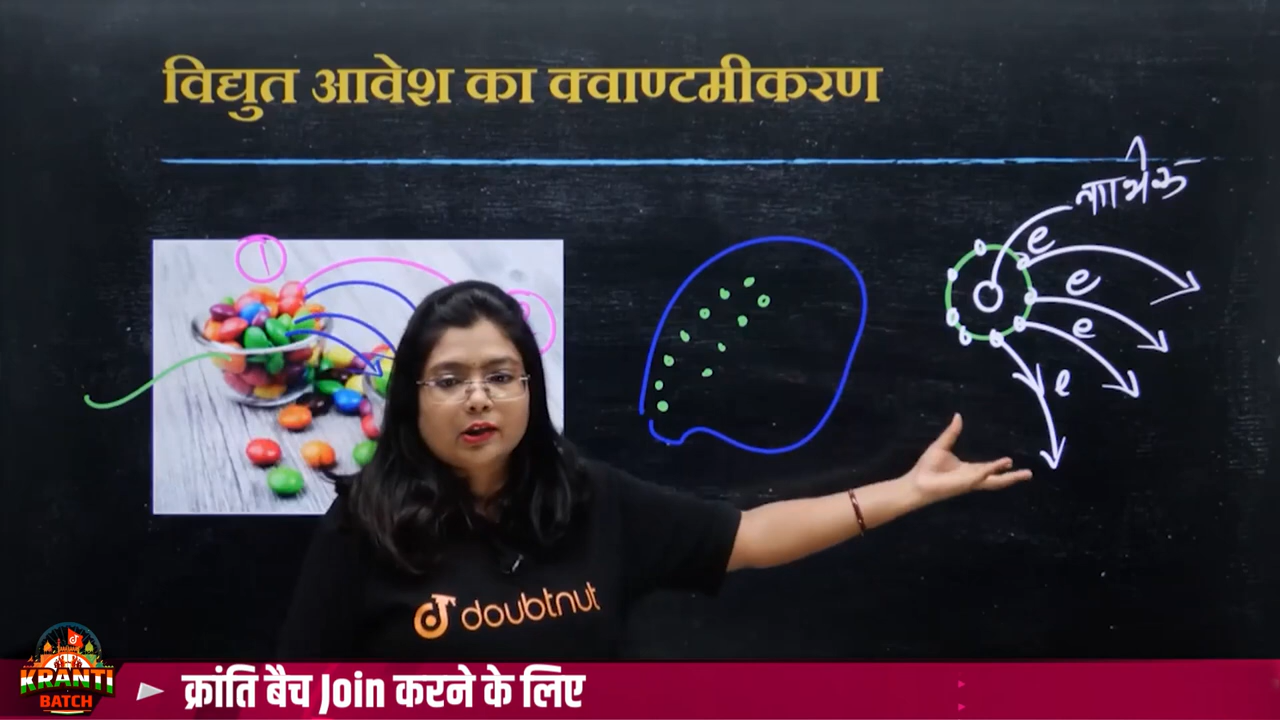 विद्युत आवेश का क्वाण्टमीकरण
नाभिक
1
e
e
e
e
doubtnut
KRANTI
BATCH
क्रांति बैच Join करने के लिए